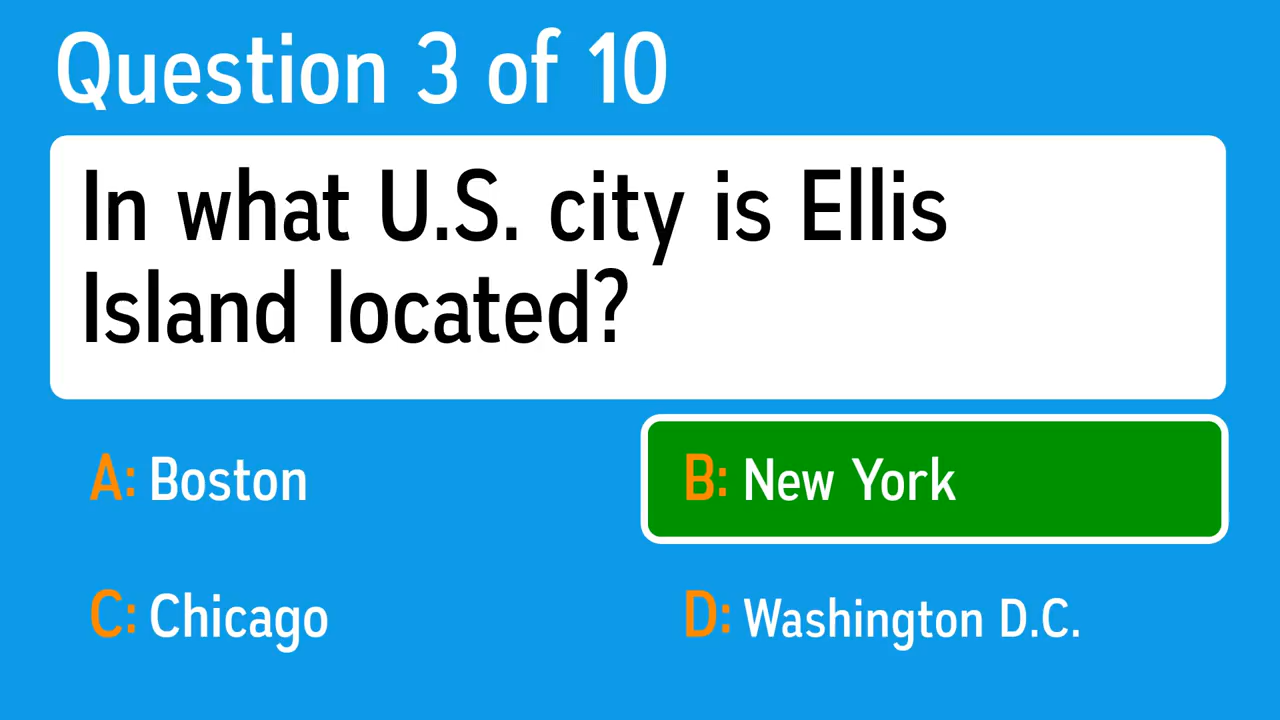 Question 3 of 10
In what U.S. city is Ellis
Island located?
A: Boston
B: New York
C: Chicago
D: Washington D.C.